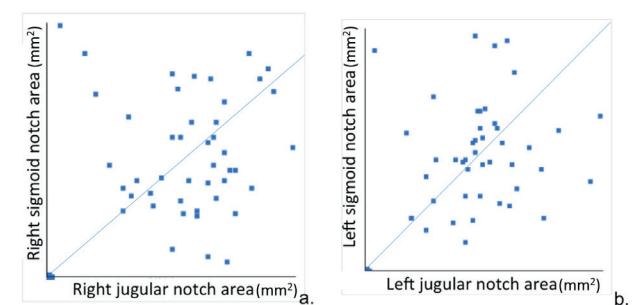 Right sigmoid notch area (mm²)
Right jugular notch area(mm²)
a.
Left sigmoid notch area (mm²)
Left jugular notch area(mm²)
b.